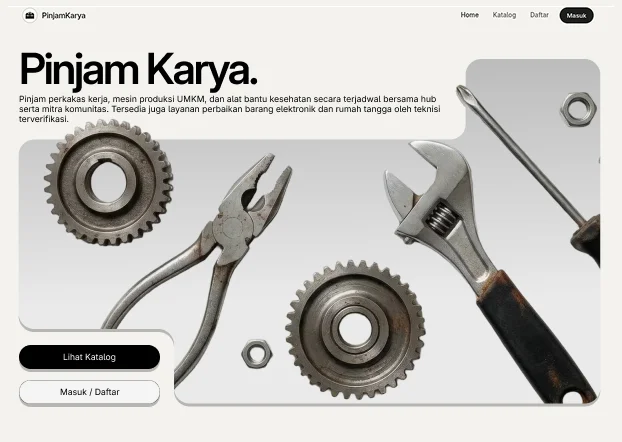 PinjamKarya
Home Katalog Daftar Masuk
Pinjam Karya.
Pinjam perkakas kerja, mesin produksi UMKM, dan alat bantu kesehatan secara terjadwal bersama hub
serta mitra komunitas. Tersedia juga layanan perbaikan barang elektronik dan rumah tangga oleh teknisi
terverifikasi.
Lihat Katalog
Masuk / Daftar